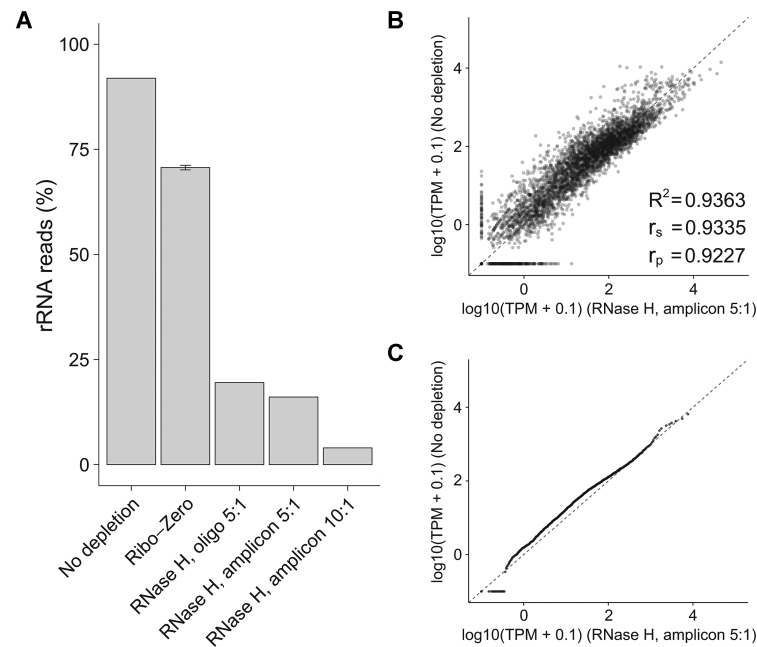 A
rRNA reads (%)
100
75
50
25
0
No depletion
Ribo–Zero
RNase H, oligo 5:1
RNase H, amplicon 5:1
RNase H, amplicon 10:1
B
log10(TPM + 0.1) (No depletion)
4
2
0
R²=0.9363
rₛ =0.9335
rₚ =0.9227
0 2 4
log10(TPM + 0.1) (RNase H, amplicon 5:1)
C
log10(TPM + 0.1) (No depletion)
4
2
0
0 2 4
log10(TPM + 0.1) (RNase H, amplicon 5:1)